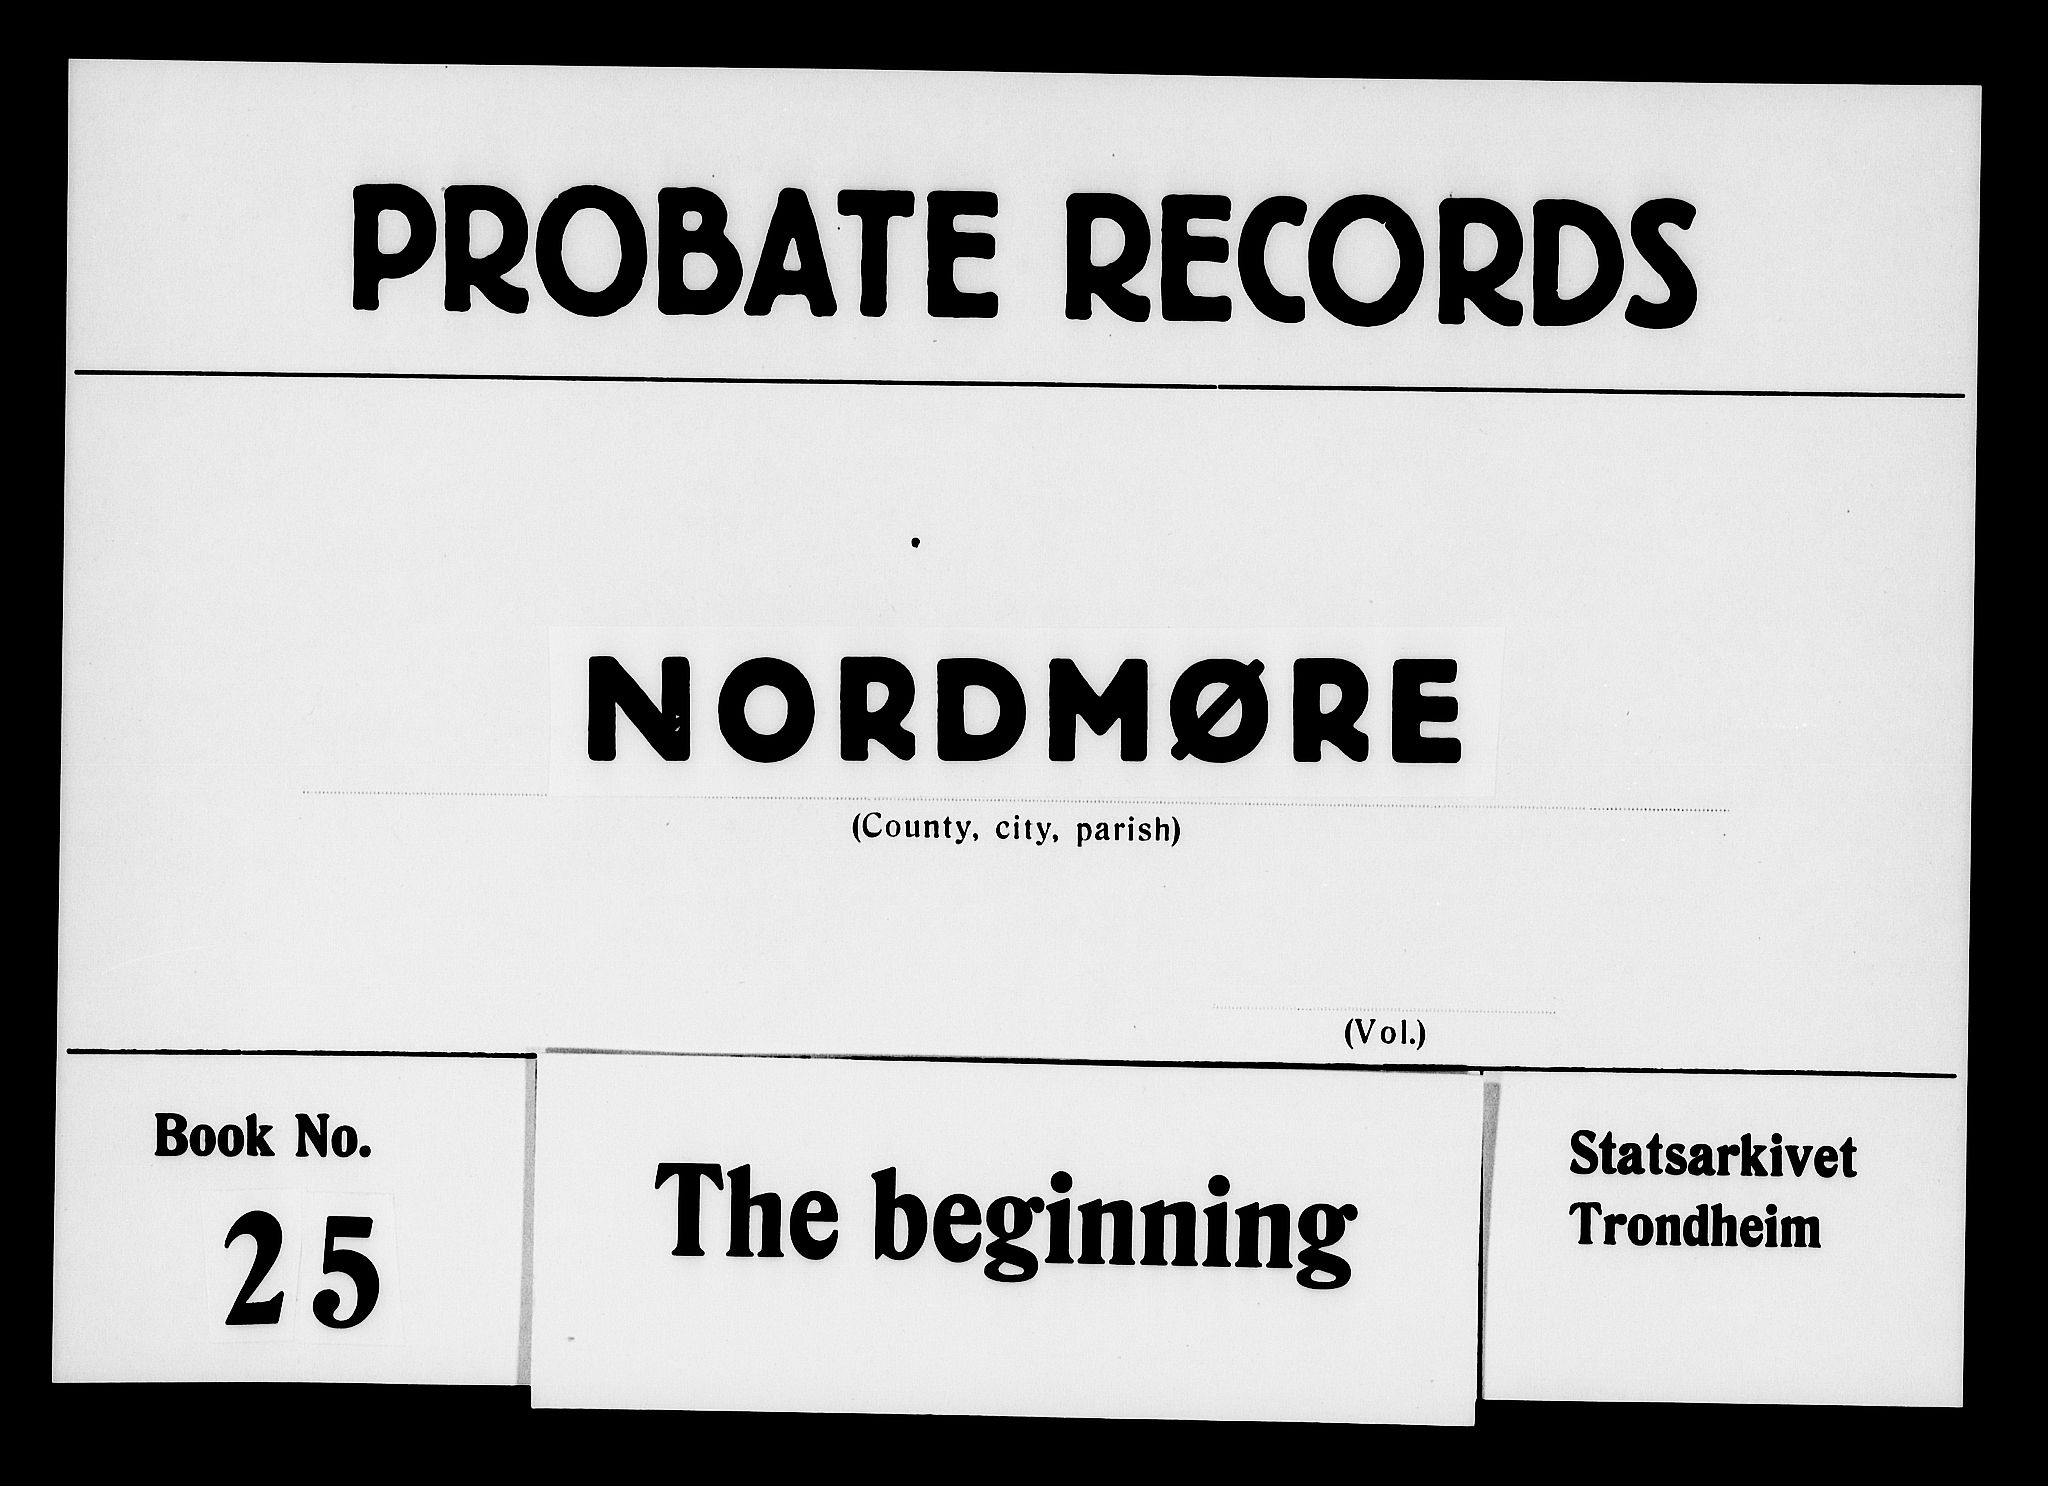 PROBATE RECORDS
NORDMØRE
(County, city, parish)
(Vol.)
Book No.
25
The beginning
Statsarkivet
Trondheim